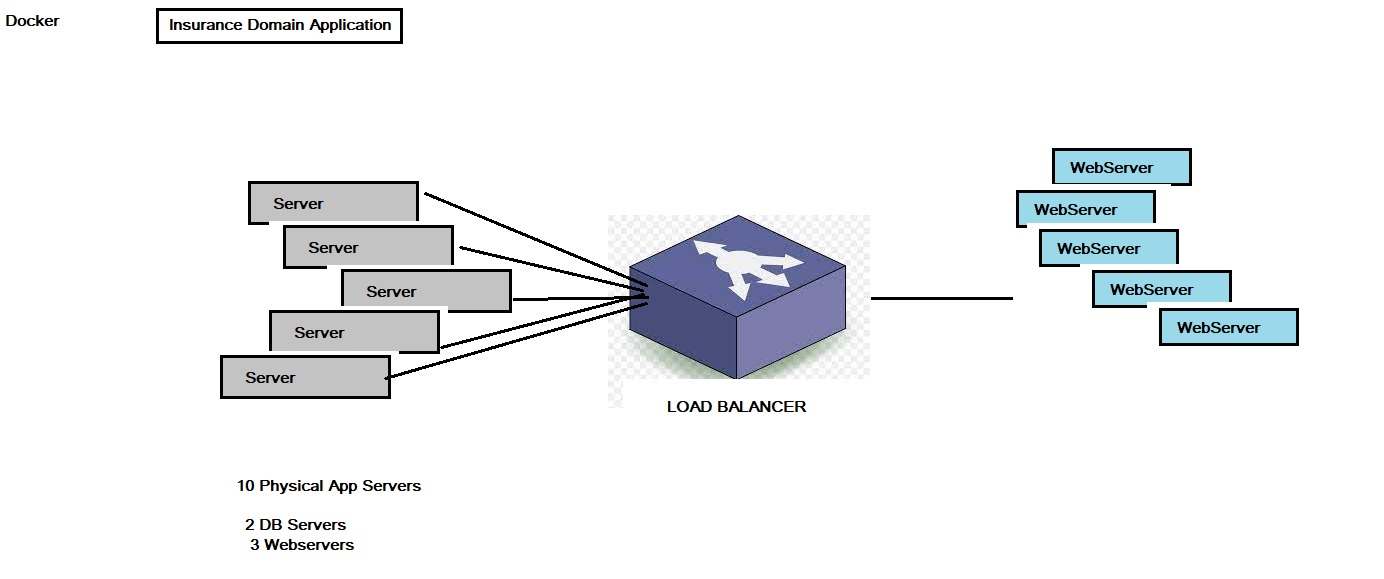 Docker
Insurance Domain Application
Server
Server
Server
Server
Server
LOAD BALANCER
WebServer
WebServer
WebServer
WebServer
WebServer
10 Physical App Servers
2 DB Servers
3 Webservers